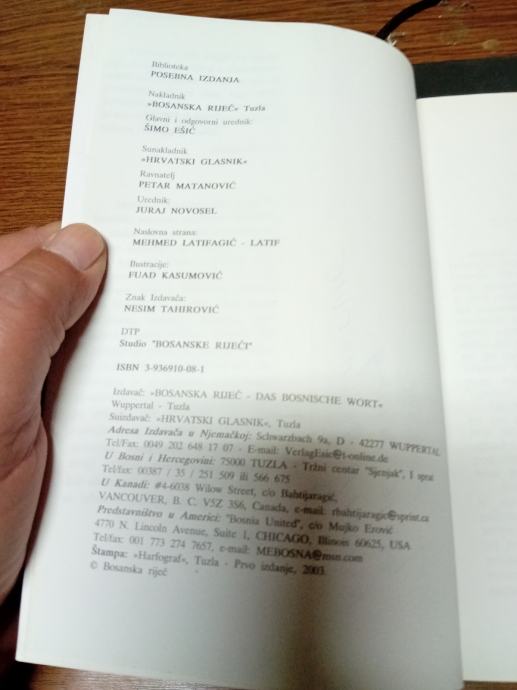 Biblioteka
POSEBNA IZDANJA
Nakladnik
»BOSANSKA RIJEČ« Tuzla
Glavni i odgovorni urednik:
ŠIMO EŠIĆ
Sunakladnik
»HRVATSKI GLASNIK«
Ravnatelj
PETAR MATANOVIĆ
Urednik:
JURAJ NOVOSEL
Naslovna strana:
MEHMED LATIFAGIĆ - LATIF
Ilustracije:
FUAD KASUMOVIĆ
Znak Izdavača:
NESIM TAHIROVIĆ
DTP
Studio "BOSANSKE RIJEČI"
ISBN 3-936910-08-1
Izdavač: »BOSANSKA RIJEČ - DAS BOSNISCHE WORT«
Wuppertal - Tuzla
Suizdavač: »HRVATSKI GLASNIK«, Tuzla
Adresa Izdavača u Njemačkoj: Schwarzbach 9a, D - 42277 WUPPERTAL
Tel/Fax: 0049 202 648 17 07 - E-mail: VerlagEsic@t-online.de
U Bosni i Hercegovini: 75000 TUZLA - Tržni centar "Sjenjak", I sprat
Tel/fax: 00387 / 35 / 251 509 ili 566 675
U Kanadi: #4-6038 Wilow Street, c/o Bahtijaragić,
VANCOUVER, B. C. V5Z 3S6, Canada, e-mail: rbahtijaragic@sprint.ca
Predstavništvo u Americi: "Bosnia United", c/o Mujko Erović
4770 N. Lincoln Avenue, Suite 1, CHICAGO, Illinois 60625, USA
Tel/fax: 001 773 274 7657, e-mail: MEBOSNA@msn.com
Štampa: »Harfograf«, Tuzla - Prvo izdanje, 2003.
© Bosanska riječ